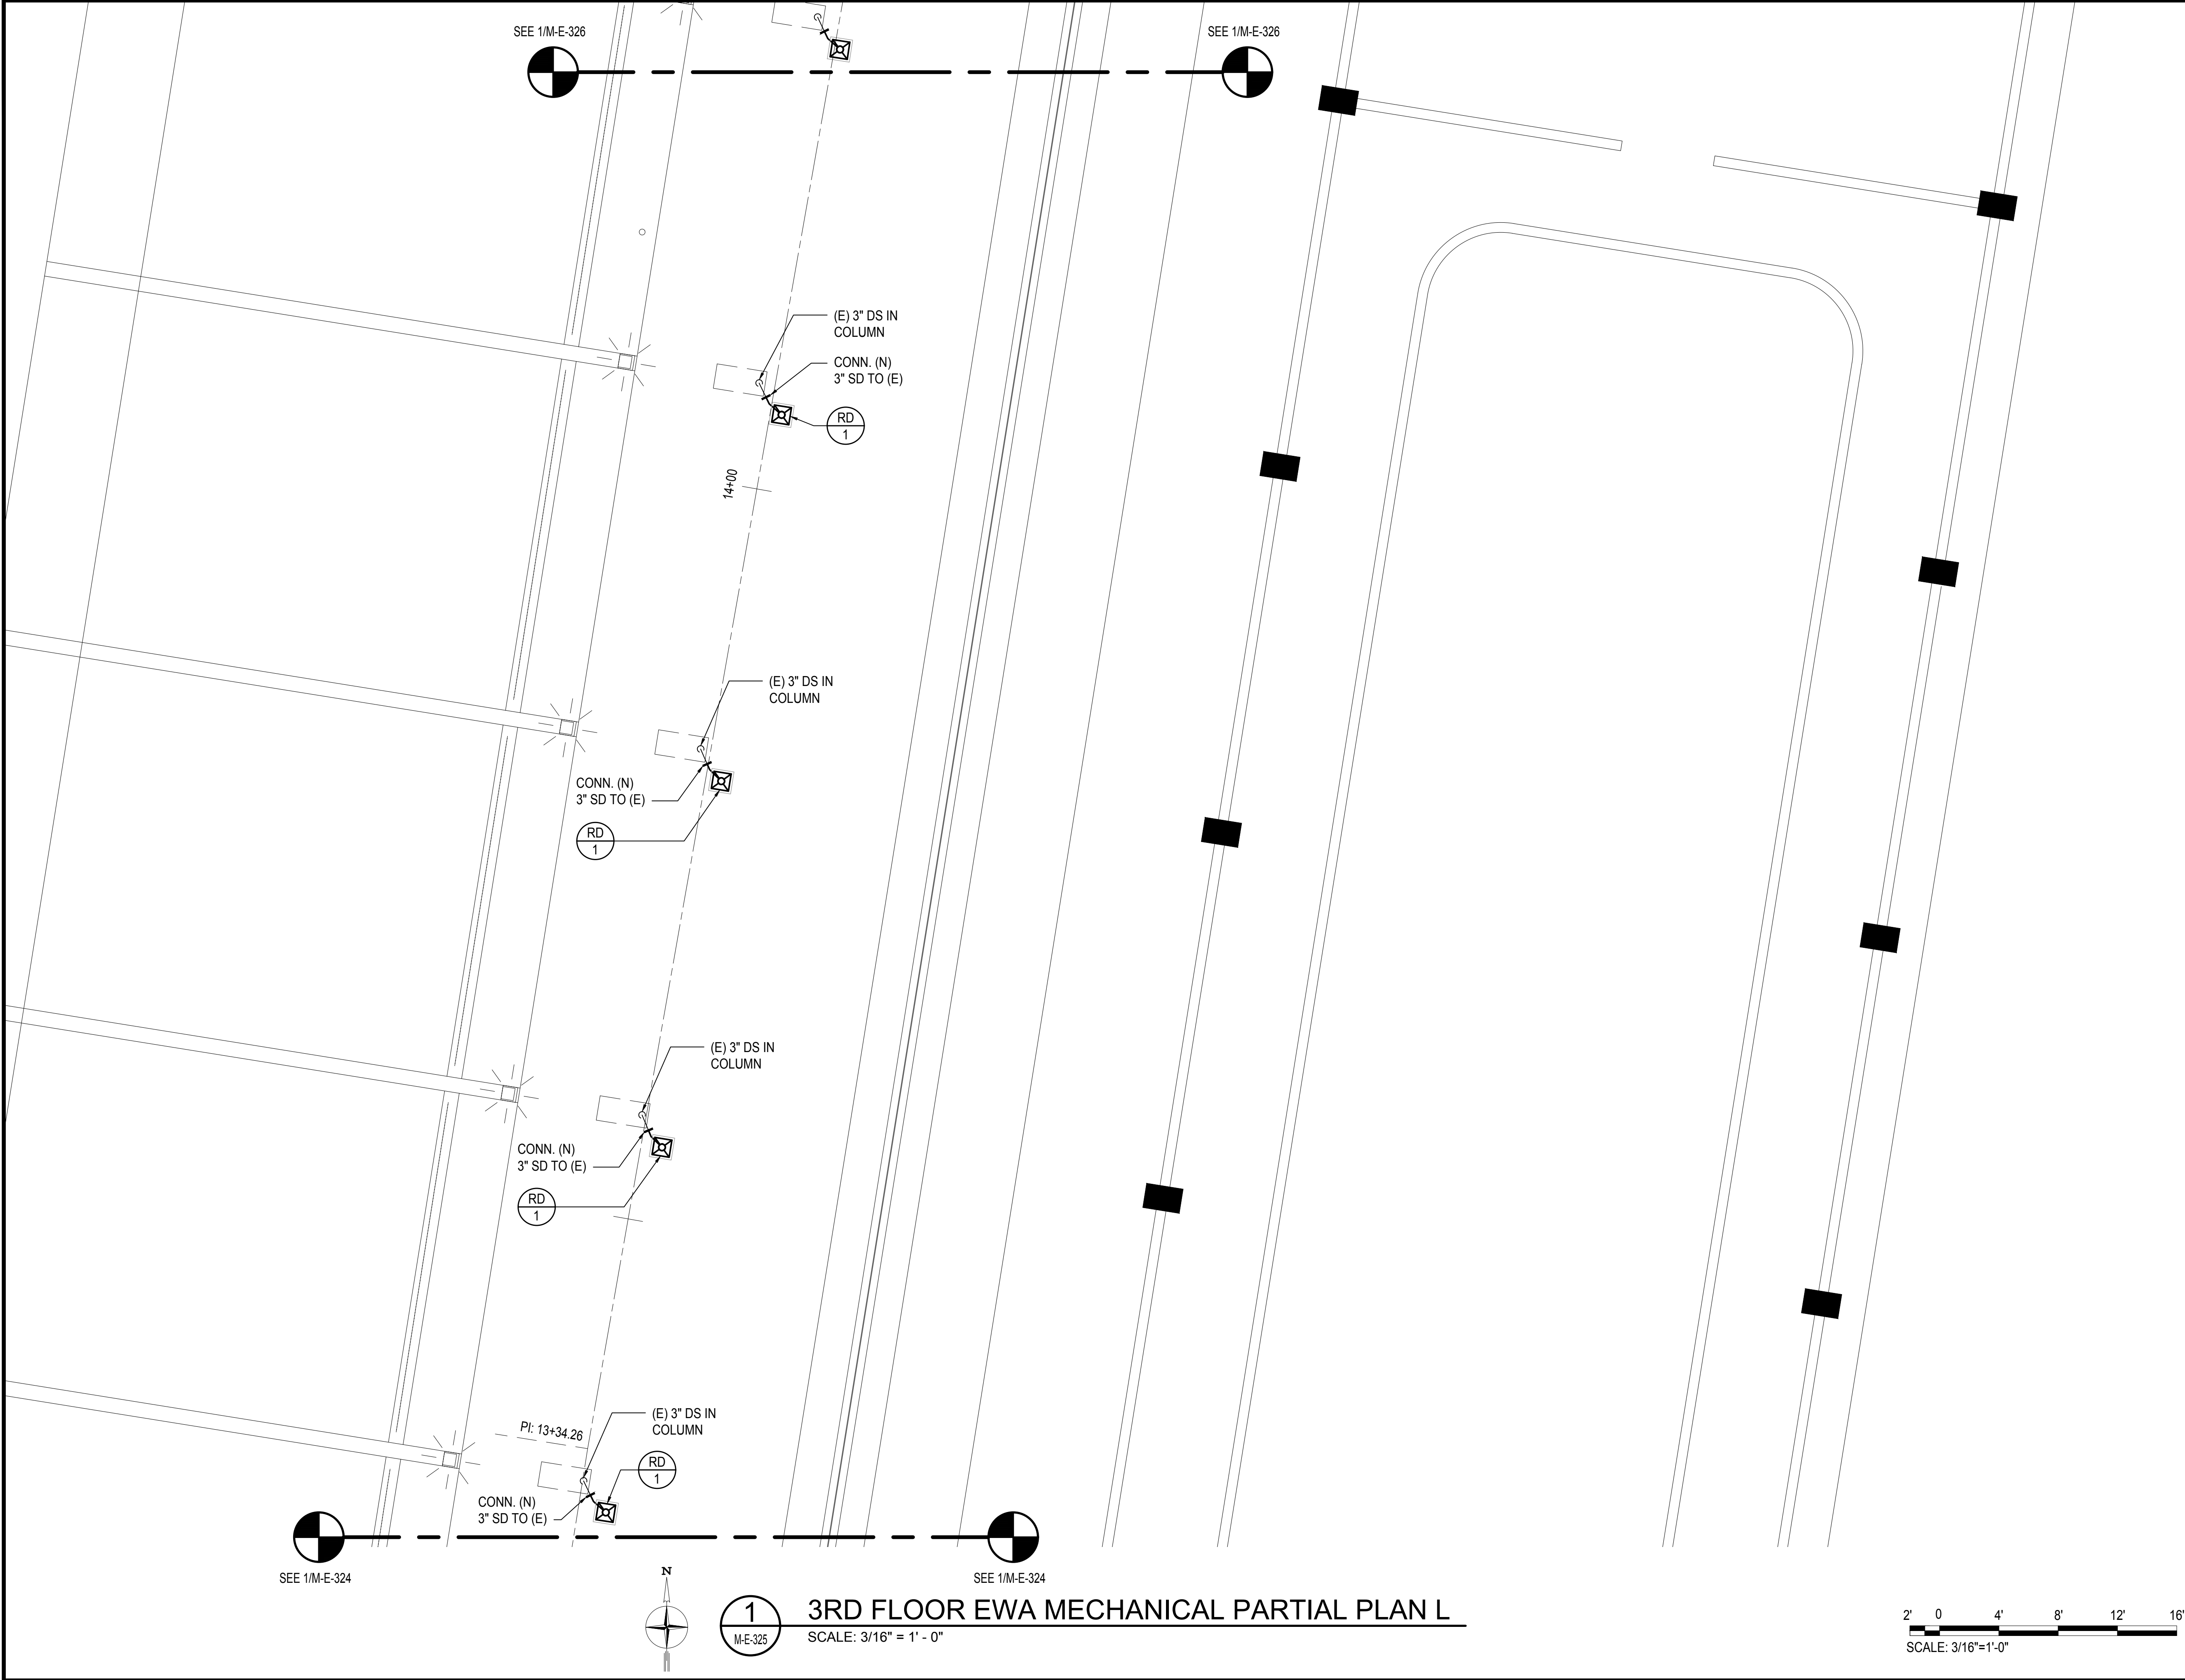 SEE 1/M-E-326
SEE 1/M-E-326
(E) 3" DS IN
COLUMN
CONN. (N)
3" SD TO (E)
RD
1
14+00
(E) 3" DS IN
COLUMN
CONN. (N)
3" SD TO (E)
RD
1
(E) 3" DS IN
COLUMN
CONN. (N)
3" SD TO (E)
RD
1
(E) 3" DS IN
COLUMN
PI: 13+34.26
RD
1
CONN. (N)
3" SD TO (E)
SEE 1/M-E-324
SEE 1/M-E-324
N
1
M-E-325
3RD FLOOR EWA MECHANICAL PARTIAL PLAN L
SCALE: 3/16" = 1' - 0"
2' 0 4' 8' 12' 16'
SCALE: 3/16"=1'-0"